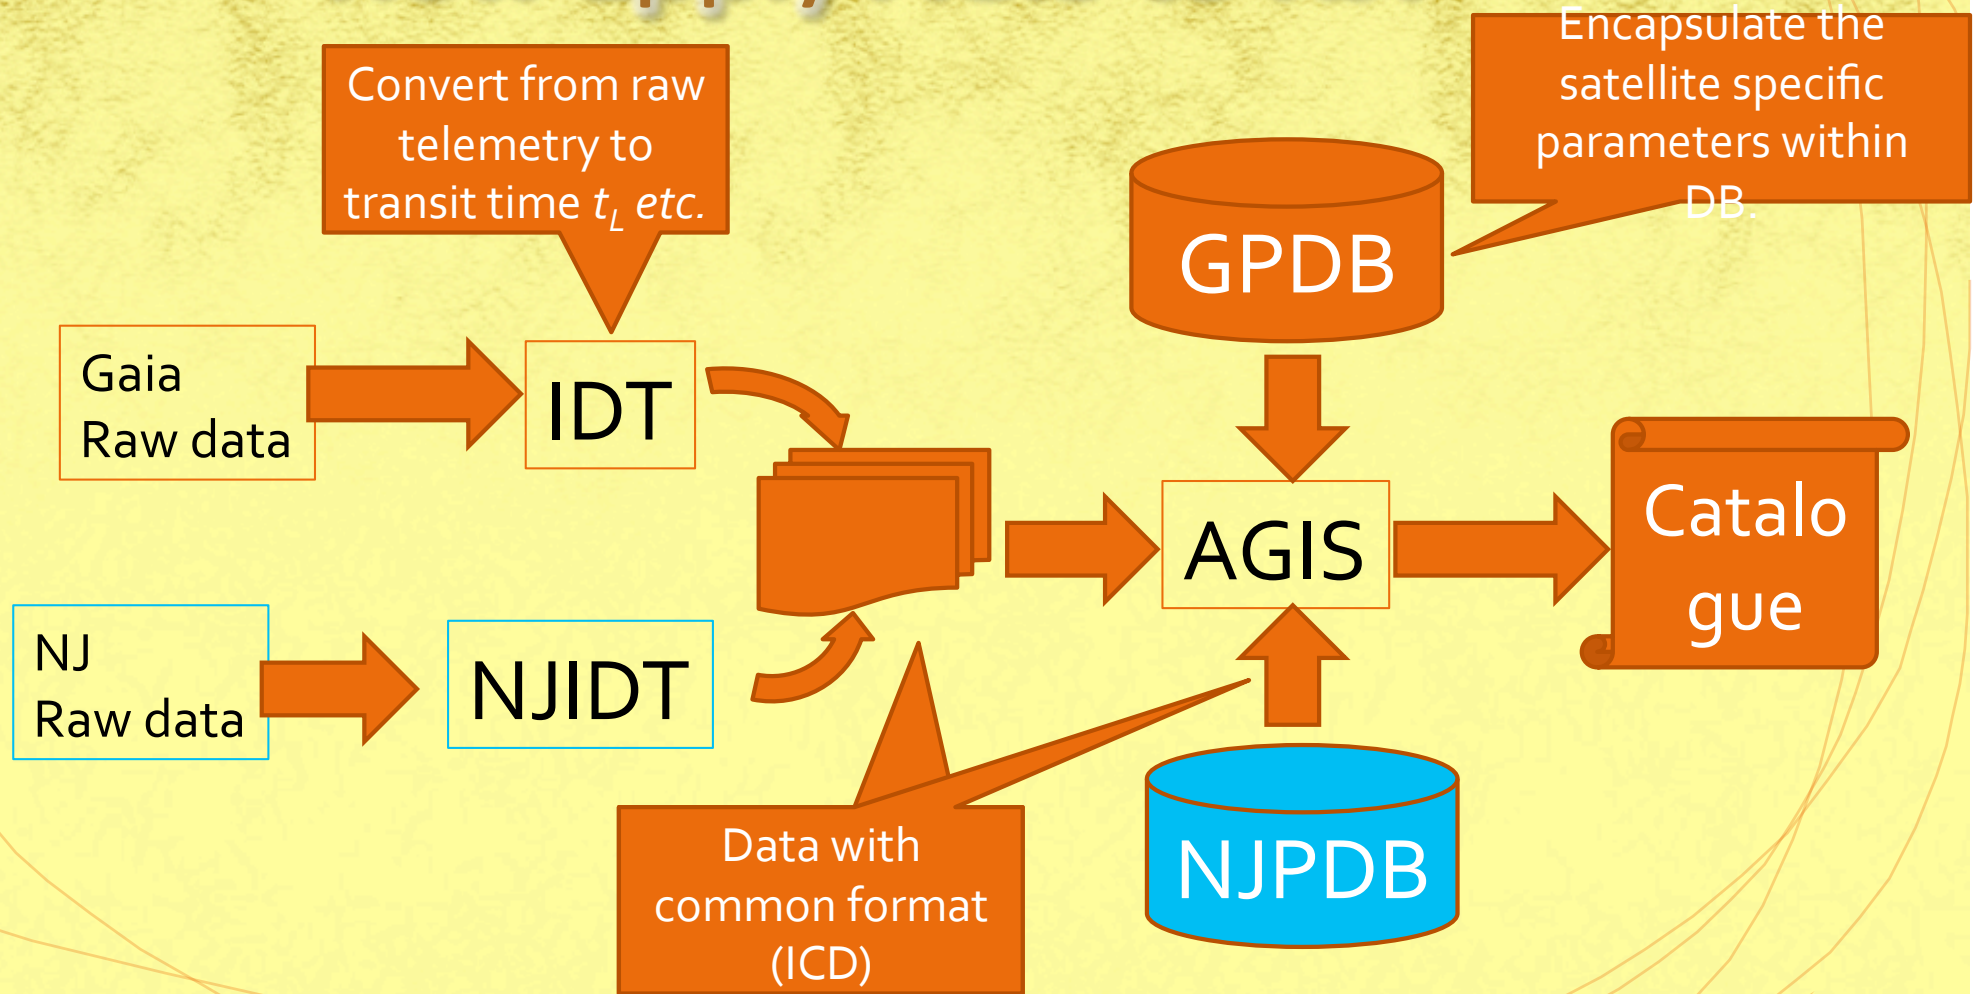 Convert from raw
telemetry to
transit time t_L etc.
Encapsulate the
satellite specific
parameters within
DB.
GPDB
Gaia
Raw data
IDT
AGIS
Catalo
gue
NJ
Raw data
NJIDT
Data with
common format
(ICD)
NJPDB